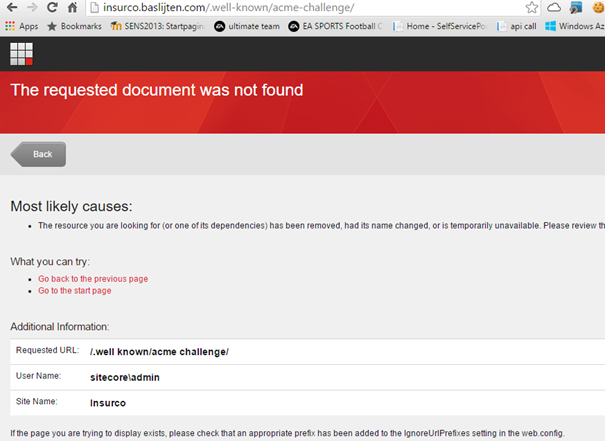 insurco.baslijten.com/.well-known/acme-challenge/
Apps Bookmarks SENS2013: Startpagin ultimate team EA SPORTS Football C Home - SelfServicePo api call Windows Az
The requested document was not found
Back
Most likely causes:
The resource you are looking for (or one of its dependencies) has been removed, had its name changed, or is temporarily unavailable. Please review th
What you can try:
Go back to the previous page
Go to the start page
Additional Information:
Requested URL: /.well known/acme challenge/
User Name: sitecore\admin
Site Name: Insurco
If the page you are trying to display exists, please check that an appropriate prefix has been added to the IgnoreUrlPrefixes setting in the web.config.